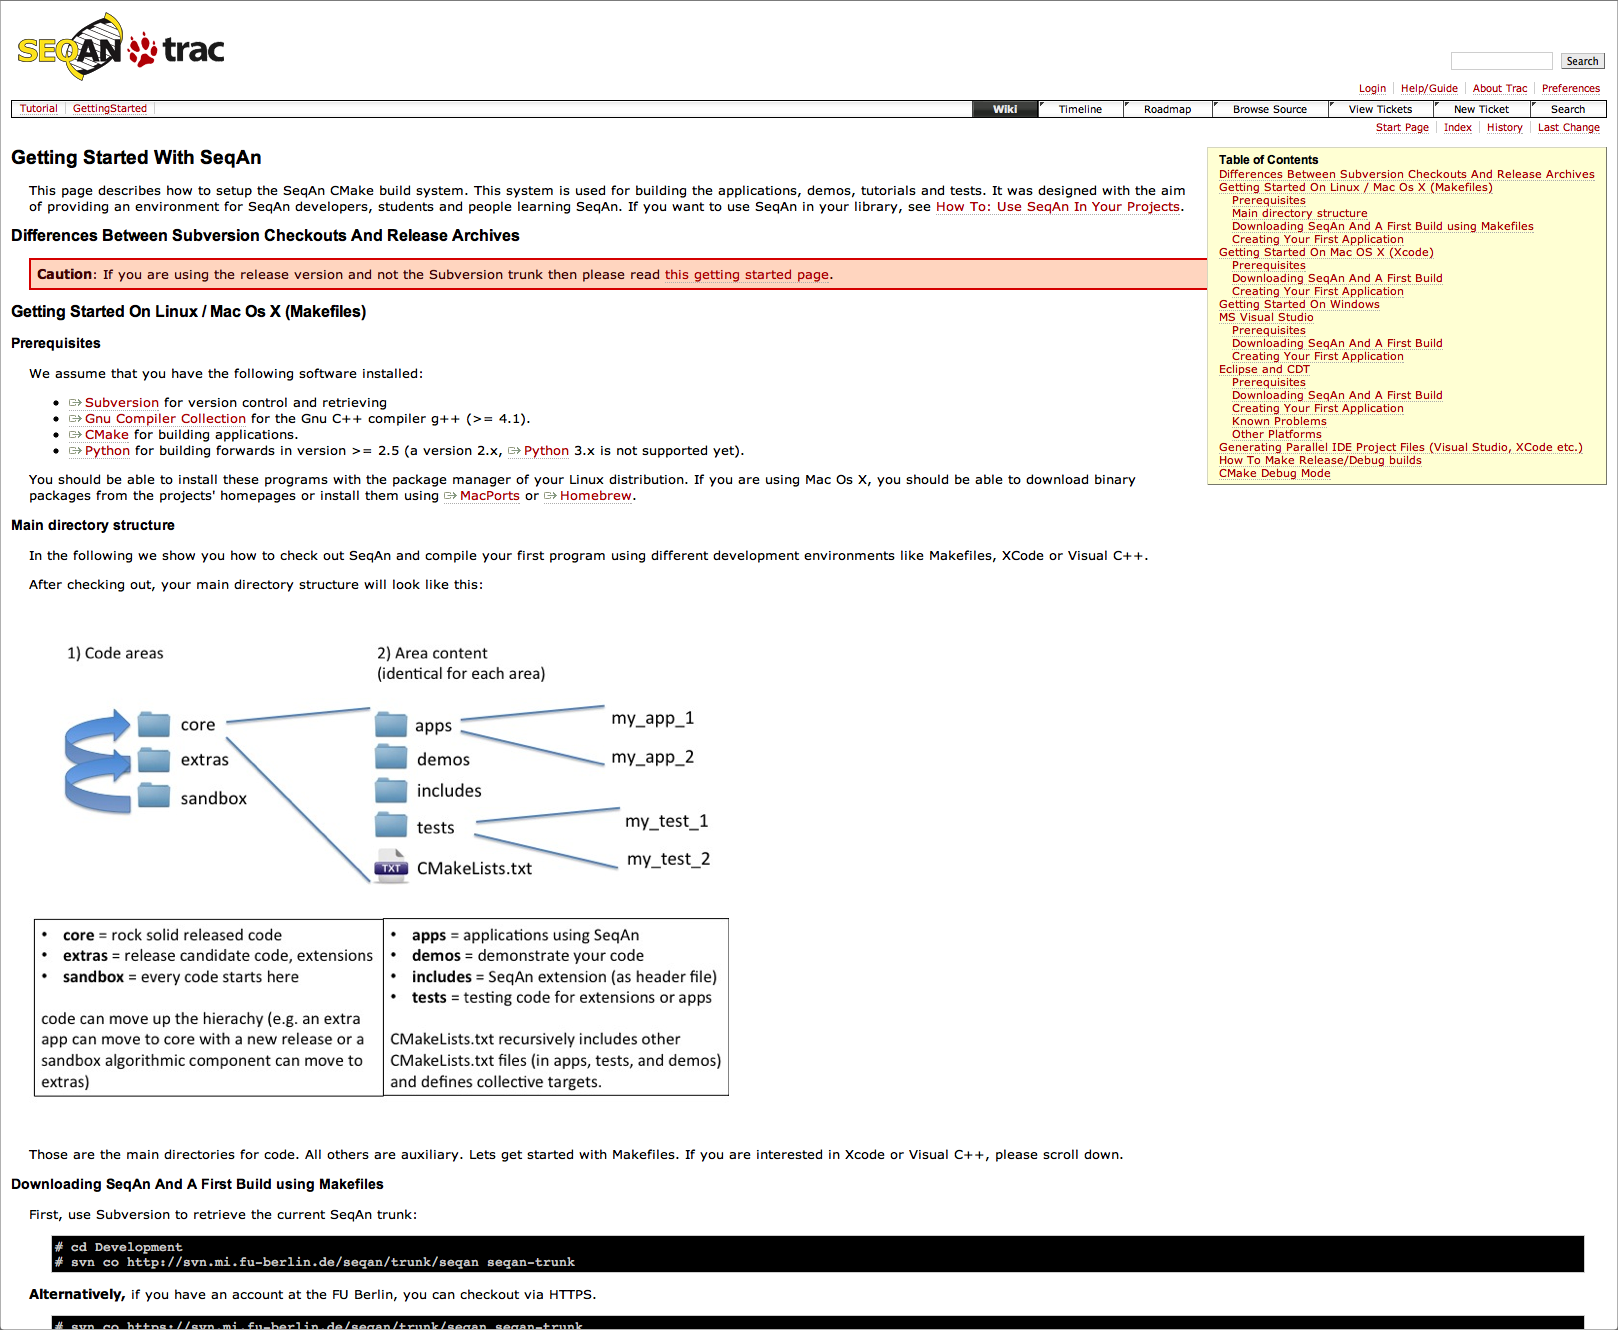 SEQAN trac
Search
Login Help/Guide About Trac Preferences
Tutorial GettingStarted
Wiki Timeline Roadmap Browse Source View Tickets New Ticket Search
Start Page Index History Last Change
Getting Started With SeqAn
This page describes how to setup the SeqAn CMake build system. This system is used for building the applications, demos, tutorials and tests. It was designed with the aim
of providing an environment for SeqAn developers, students and people learning SeqAn. If you want to use SeqAn in your library, see How To: Use SeqAn In Your Projects.
Differences Between Subversion Checkouts And Release Archives
Caution: If you are using the release version and not the Subversion trunk then please read this getting started page.
Table of Contents
Differences Between Subversion Checkouts And Release Archives
Getting Started On Linux / Mac Os X (Makefiles)
Prerequisites
Main directory structure
Downloading SeqAn And A First Build using Makefiles
Creating Your First Application
Getting Started On Mac OS X (Xcode)
Prerequisites
Downloading SeqAn And A First Build
Creating Your First Application
Getting Started On Windows
MS Visual Studio
Prerequisites
Downloading SeqAn And A First Build
Creating Your First Application
Eclipse and CDT
Prerequisites
Downloading SeqAn And A First Build
Creating Your First Application
Known Problems
Other Platforms
Generating Parallel IDE Project Files (Visual Studio, XCode etc.)
How To Make Release/Debug builds
CMake Debug Mode
Getting Started On Linux / Mac Os X (Makefiles)
Prerequisites
We assume that you have the following software installed:
• Subversion for version control and retrieving
• Gnu Compiler Collection for the Gnu C++ compiler g++ (>= 4.1).
• CMake for building applications.
• Python for building forwards in version >= 2.5 (a version 2.x, Python 3.x is not supported yet).
You should be able to install these programs with the package manager of your Linux distribution. If you are using Mac Os X, you should be able to download binary
packages from the projects' homepages or install them using MacPorts or Homebrew.
Main directory structure
In the following we show you how to check out SeqAn and compile your first program using different development environments like Makefiles, XCode or Visual C++.
After checking out, your main directory structure will look like this:
1) Code areas
core
extras
sandbox
2) Area content
(identical for each area)
apps
demos
includes
tests
TXT CMakeLists.txt
my_app_1
my_app_2
my_test_1
my_test_2
• core = rock solid released code
• extras = release candidate code, extensions
• sandbox = every code starts here
code can move up the hierachy (e.g. an extra
app can move to core with a new release or a
sandbox algorithmic component can move to
extras)
• apps = applications using SeqAn
• demos = demonstrate your code
• includes = SeqAn extension (as header file)
• tests = testing code for extensions or apps
CMakeLists.txt recursively includes other
CMakeLists.txt files (in apps, tests, and demos)
and defines collective targets.
Those are the main directories for code. All others are auxiliary. Lets get started with Makefiles. If you are interested in Xcode or Visual C++, please scroll down.
Downloading SeqAn And A First Build using Makefiles
First, use Subversion to retrieve the current SeqAn trunk:
# cd Development
# svn co http://svn.mi.fu-berlin.de/seqan/trunk/seqan seqan-trunk
Alternatively, if you have an account at the FU Berlin, you can checkout via HTTPS.
# svn co https://svn.mi.fu-berlin.de/seqan/trunk/seqan seqan-trunk